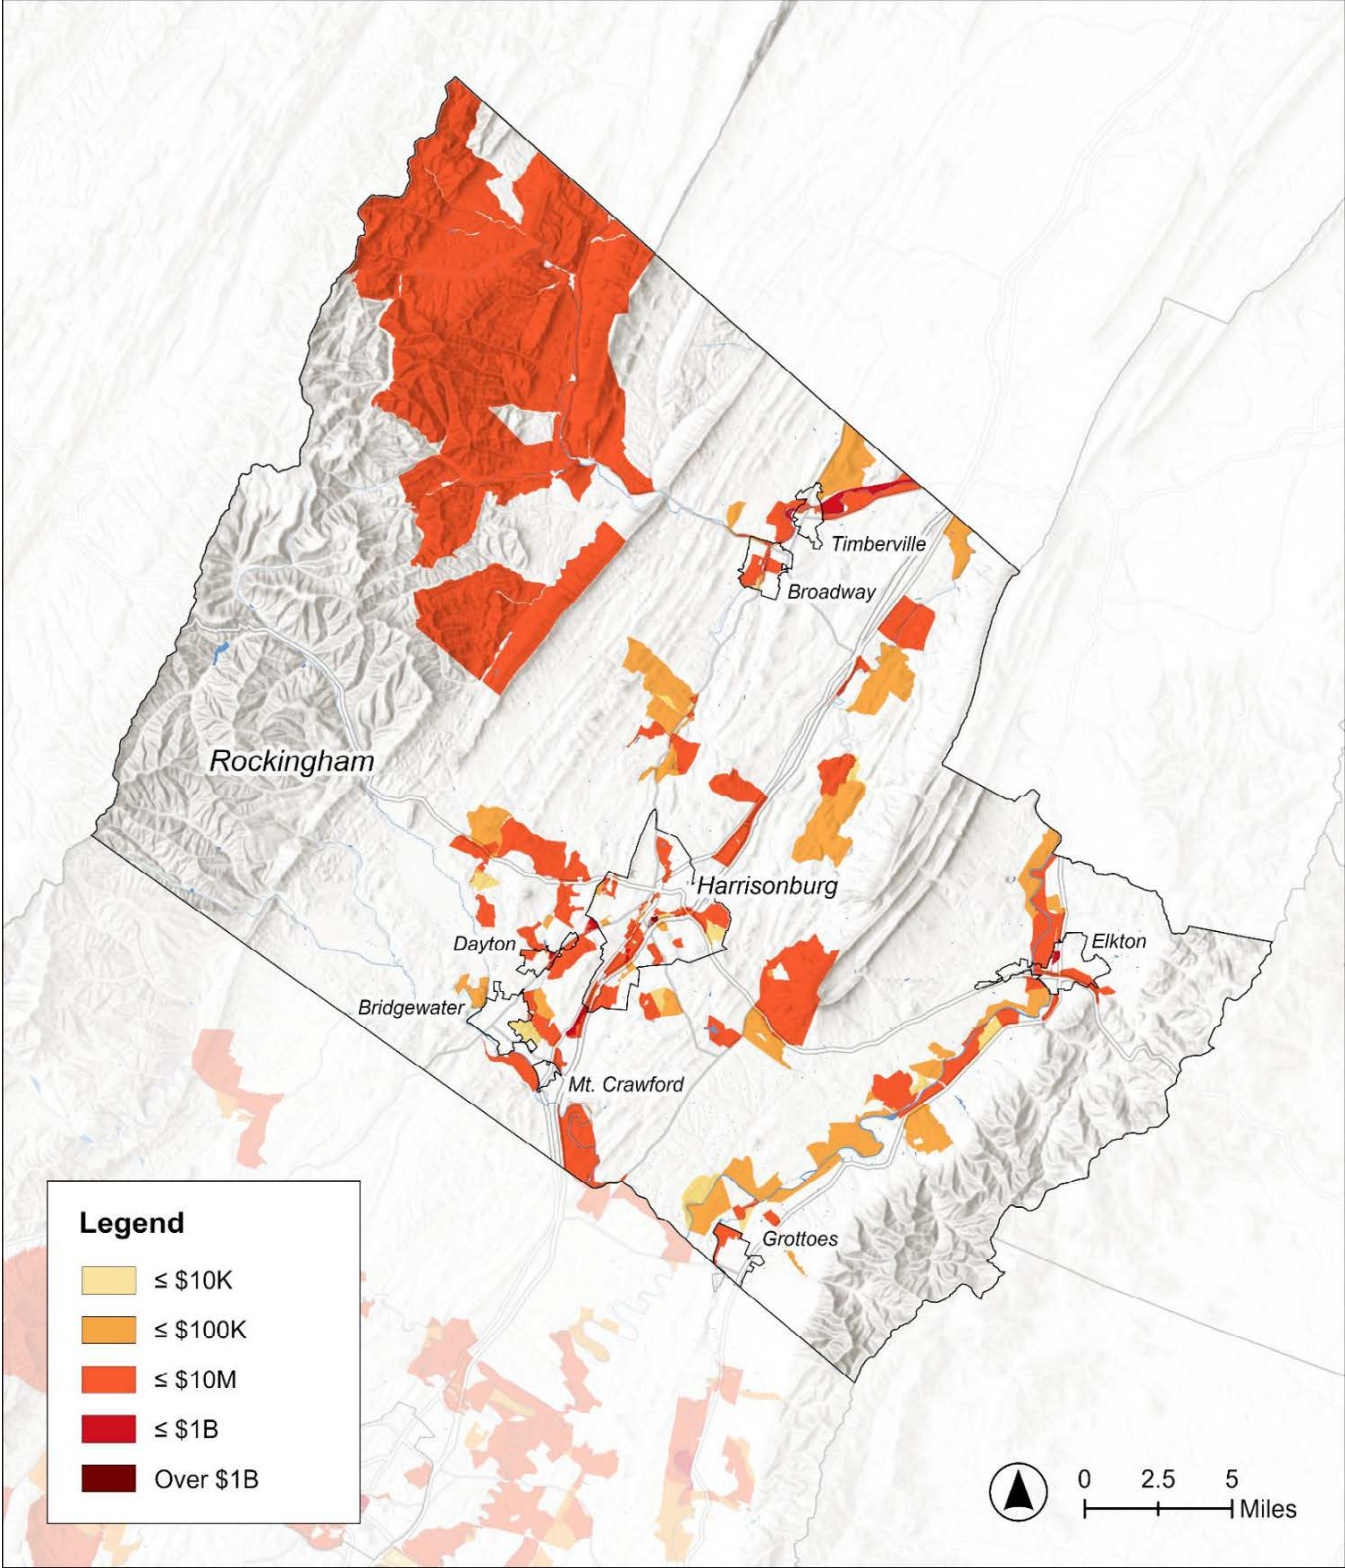 Timberville
Broadway
Rockingham
Harrisonburg
Dayton
Elkton
Bridgewater
Mt. Crawford
Grottoes
Legend
≤ $10K
≤ $100K
≤ $10M
≤ $1B
Over $1B
0 2.5 5
Miles